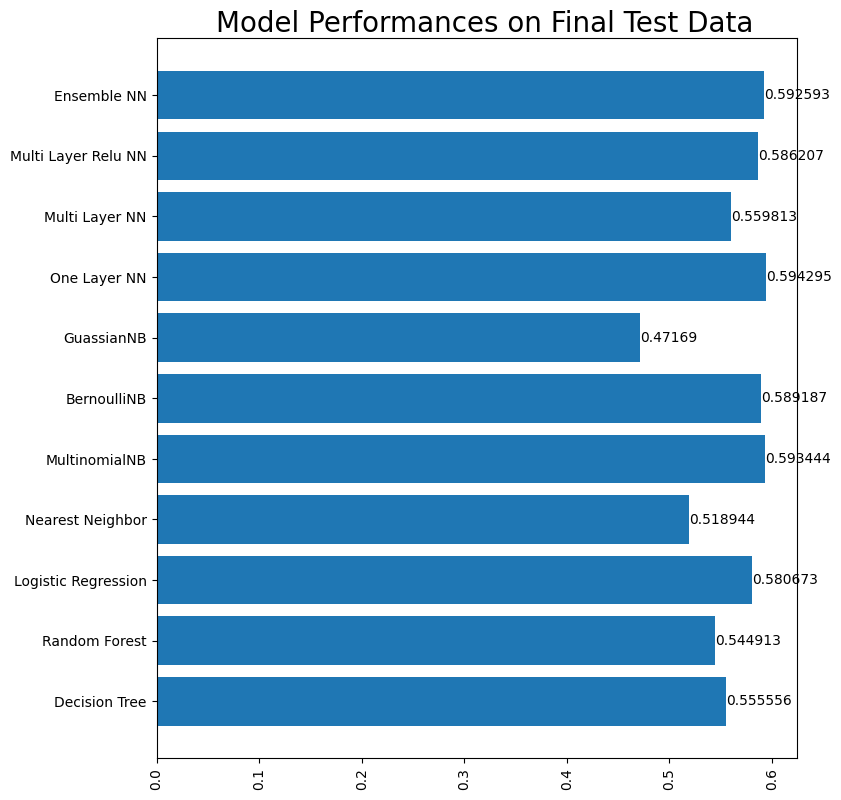 Model Performances on Final Test Data
Ensemble NN 0.592593
Multi Layer Relu NN 0.586207
Multi Layer NN 0.559813
One Layer NN 0.594295
GuassianNB 0.47169
BernoulliNB 0.589187
MultinomialNB 0.593444
Nearest Neighbor 0.518944
Logistic Regression 0.580673
Random Forest 0.544913
Decision Tree 0.555556
0.0 0.1 0.2 0.3 0.4 0.5 0.6